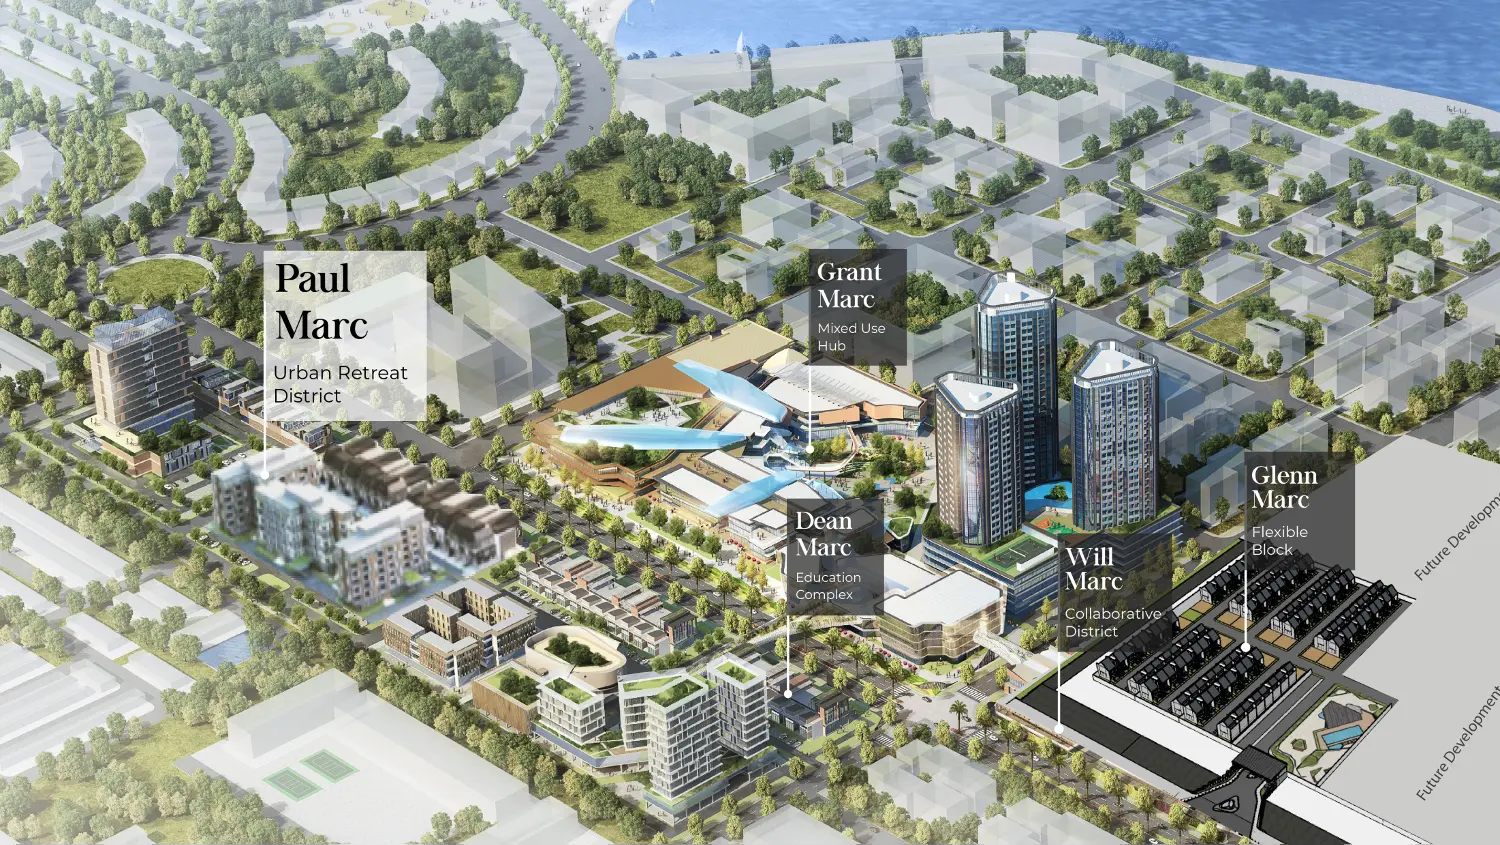 Paul
Marc
Urban Retreat
District
Grant
Marc
Mixed Use
Hub
Dean
Marc
Education
Complex
Will
Marc
Collaborative
District
Glenn
Marc
Flexible
Block
Future Developm
Future Development